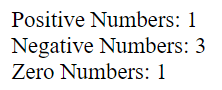 Positive Numbers: 1
Negative Numbers: 3
Zero Numbers: 1